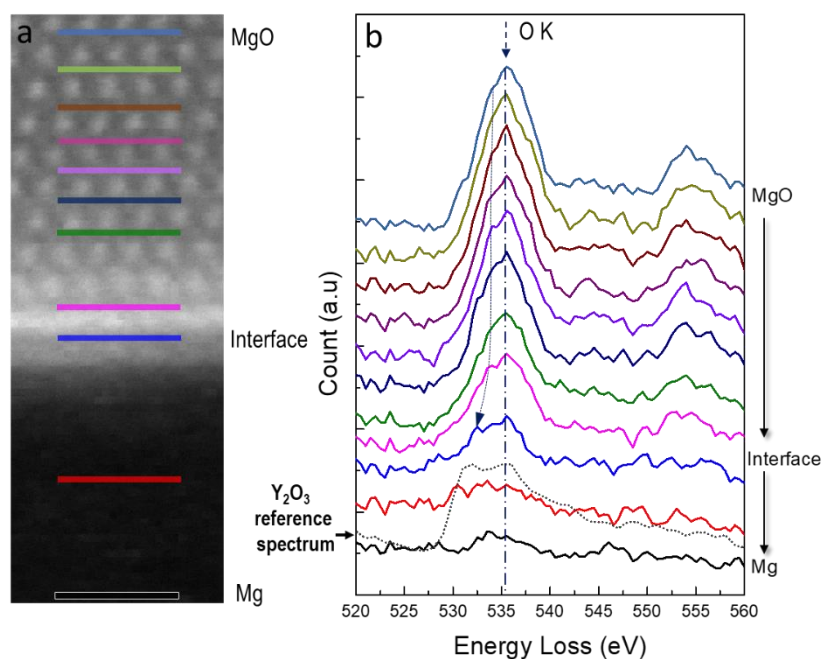 a
MgO
Interface
Mg
b
O K
Count (a.u)
MgO
Interface
Mg
Y₂O₃
reference
spectrum
520 525 530 535 540 545 550 555 560
Energy Loss (eV)